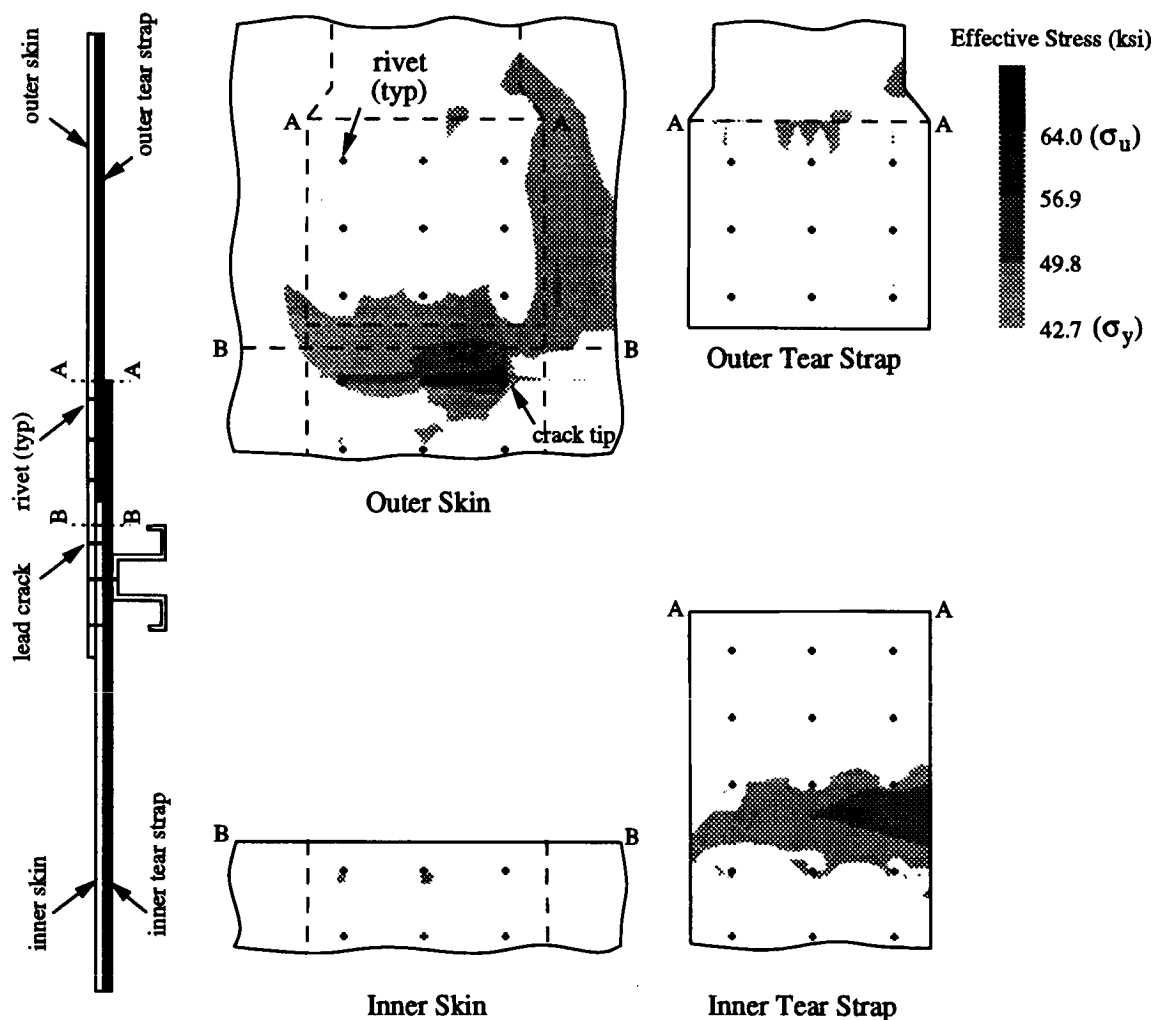 outer skin
outer tear strap
A A
rivet (typ)
B B
lead crack
inner skin
inner tear strap
rivet
(typ)
A A
B B
crack tip
Outer Skin
A A
Outer Tear Strap
Effective Stress (ksi)
64.0 (σu)
56.9
49.8
42.7 (σy)
B B
Inner Skin
A A
Inner Tear Strap